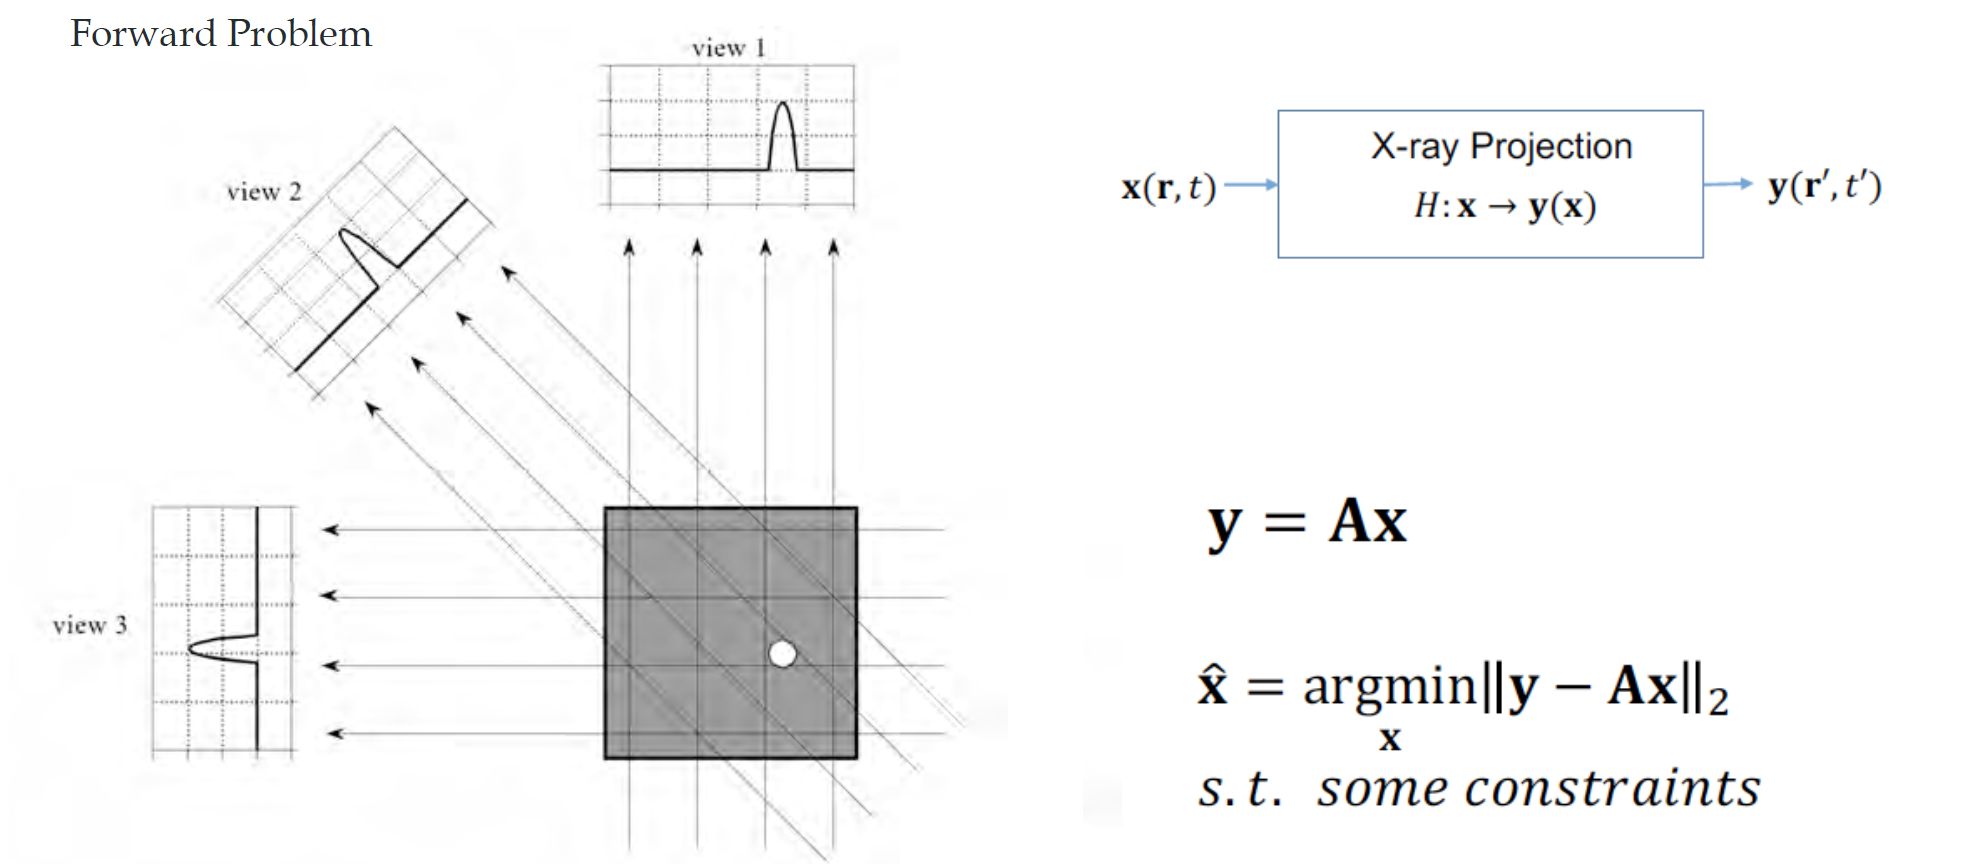 Forward Problem
view 1
view 2
view 3
X-ray Projection
𝐱(𝐫, 𝑡)
𝐻: 𝐱 → 𝐲(𝐱)
𝐲(𝐫′, 𝑡′)
𝐲 = 𝐀𝐱
𝐱̂ = argmin‖𝐲 − 𝐀𝐱‖₂
𝐱
𝑠. 𝑡. 𝑠𝑜𝑚𝑒 𝑐𝑜𝑛𝑠𝑡𝑟𝑎𝑖𝑛𝑡𝑠